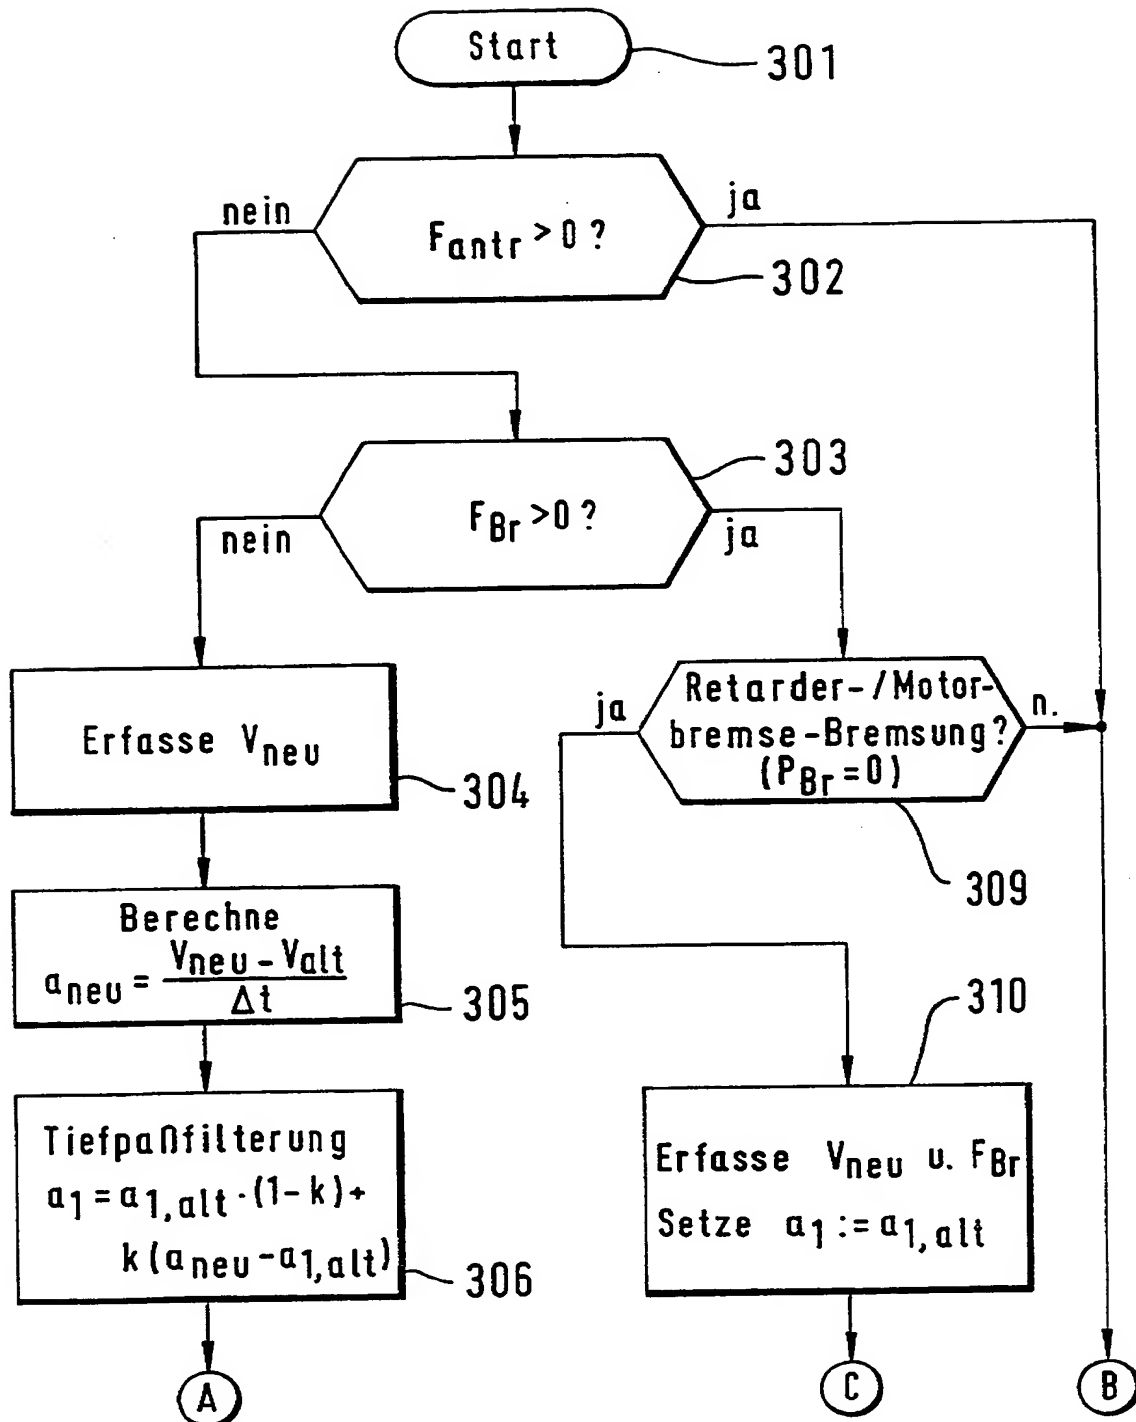 Start
301
nein
ja
Fantr > 0 ?
302
303
FBr > 0 ?
nein
ja
Retarder-/Motor-
bremse-Bremsung?
(PBr = 0)
ja
n.
Erfasse Vneu
304
309
Berechne
aneu = Vneu - Valt
Δt
305
310
Tiefpaßfilterung
a1 = a1,alt · (1 - k) +
k (aneu - a1,alt)
306
Erfasse Vneu u. FBr
Setze a1 := a1,alt
A
C
B